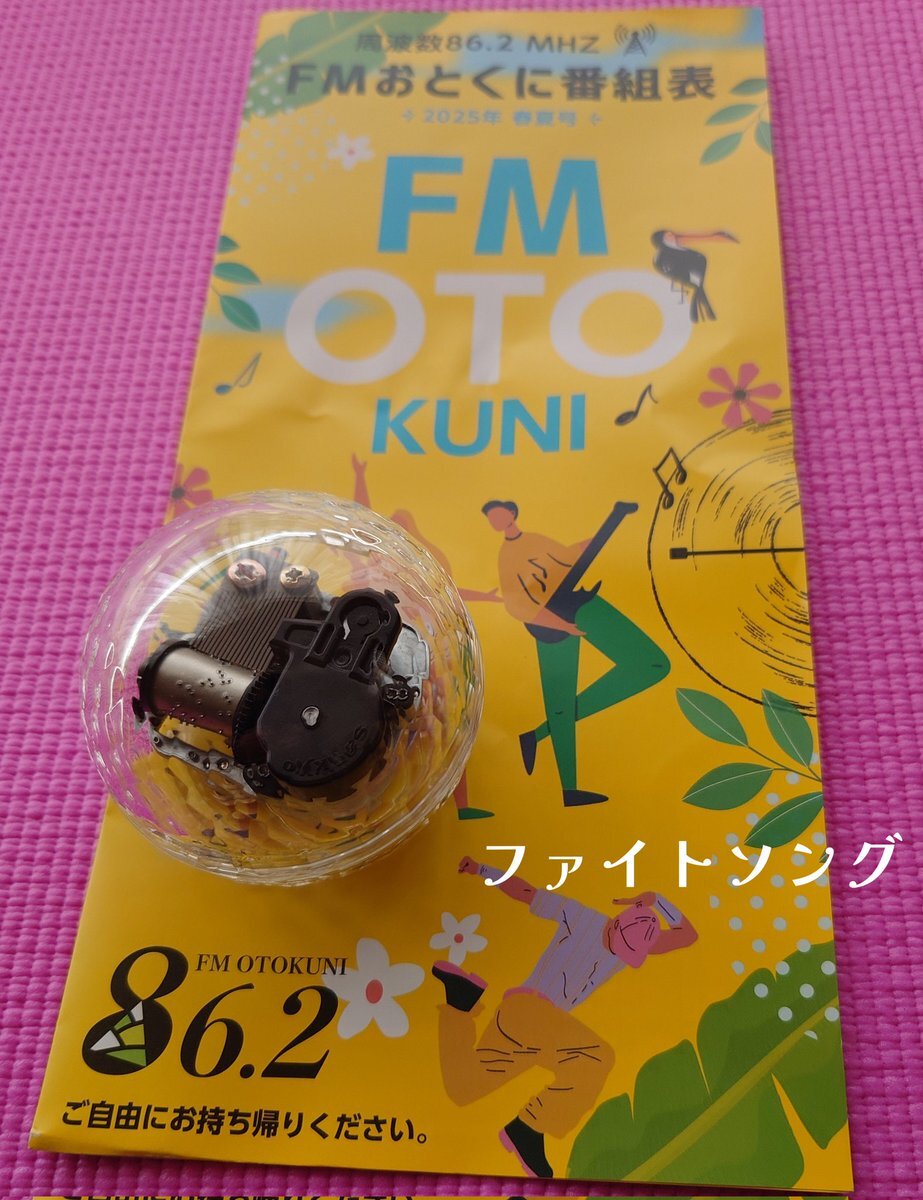 周波数86.2 MHZ
FMおとくに番組表
2025年 春夏号
FM
OTO
KUNI
ファイトソング
FM OTOKUNI
86.2
ご自由にお持ち帰りください。